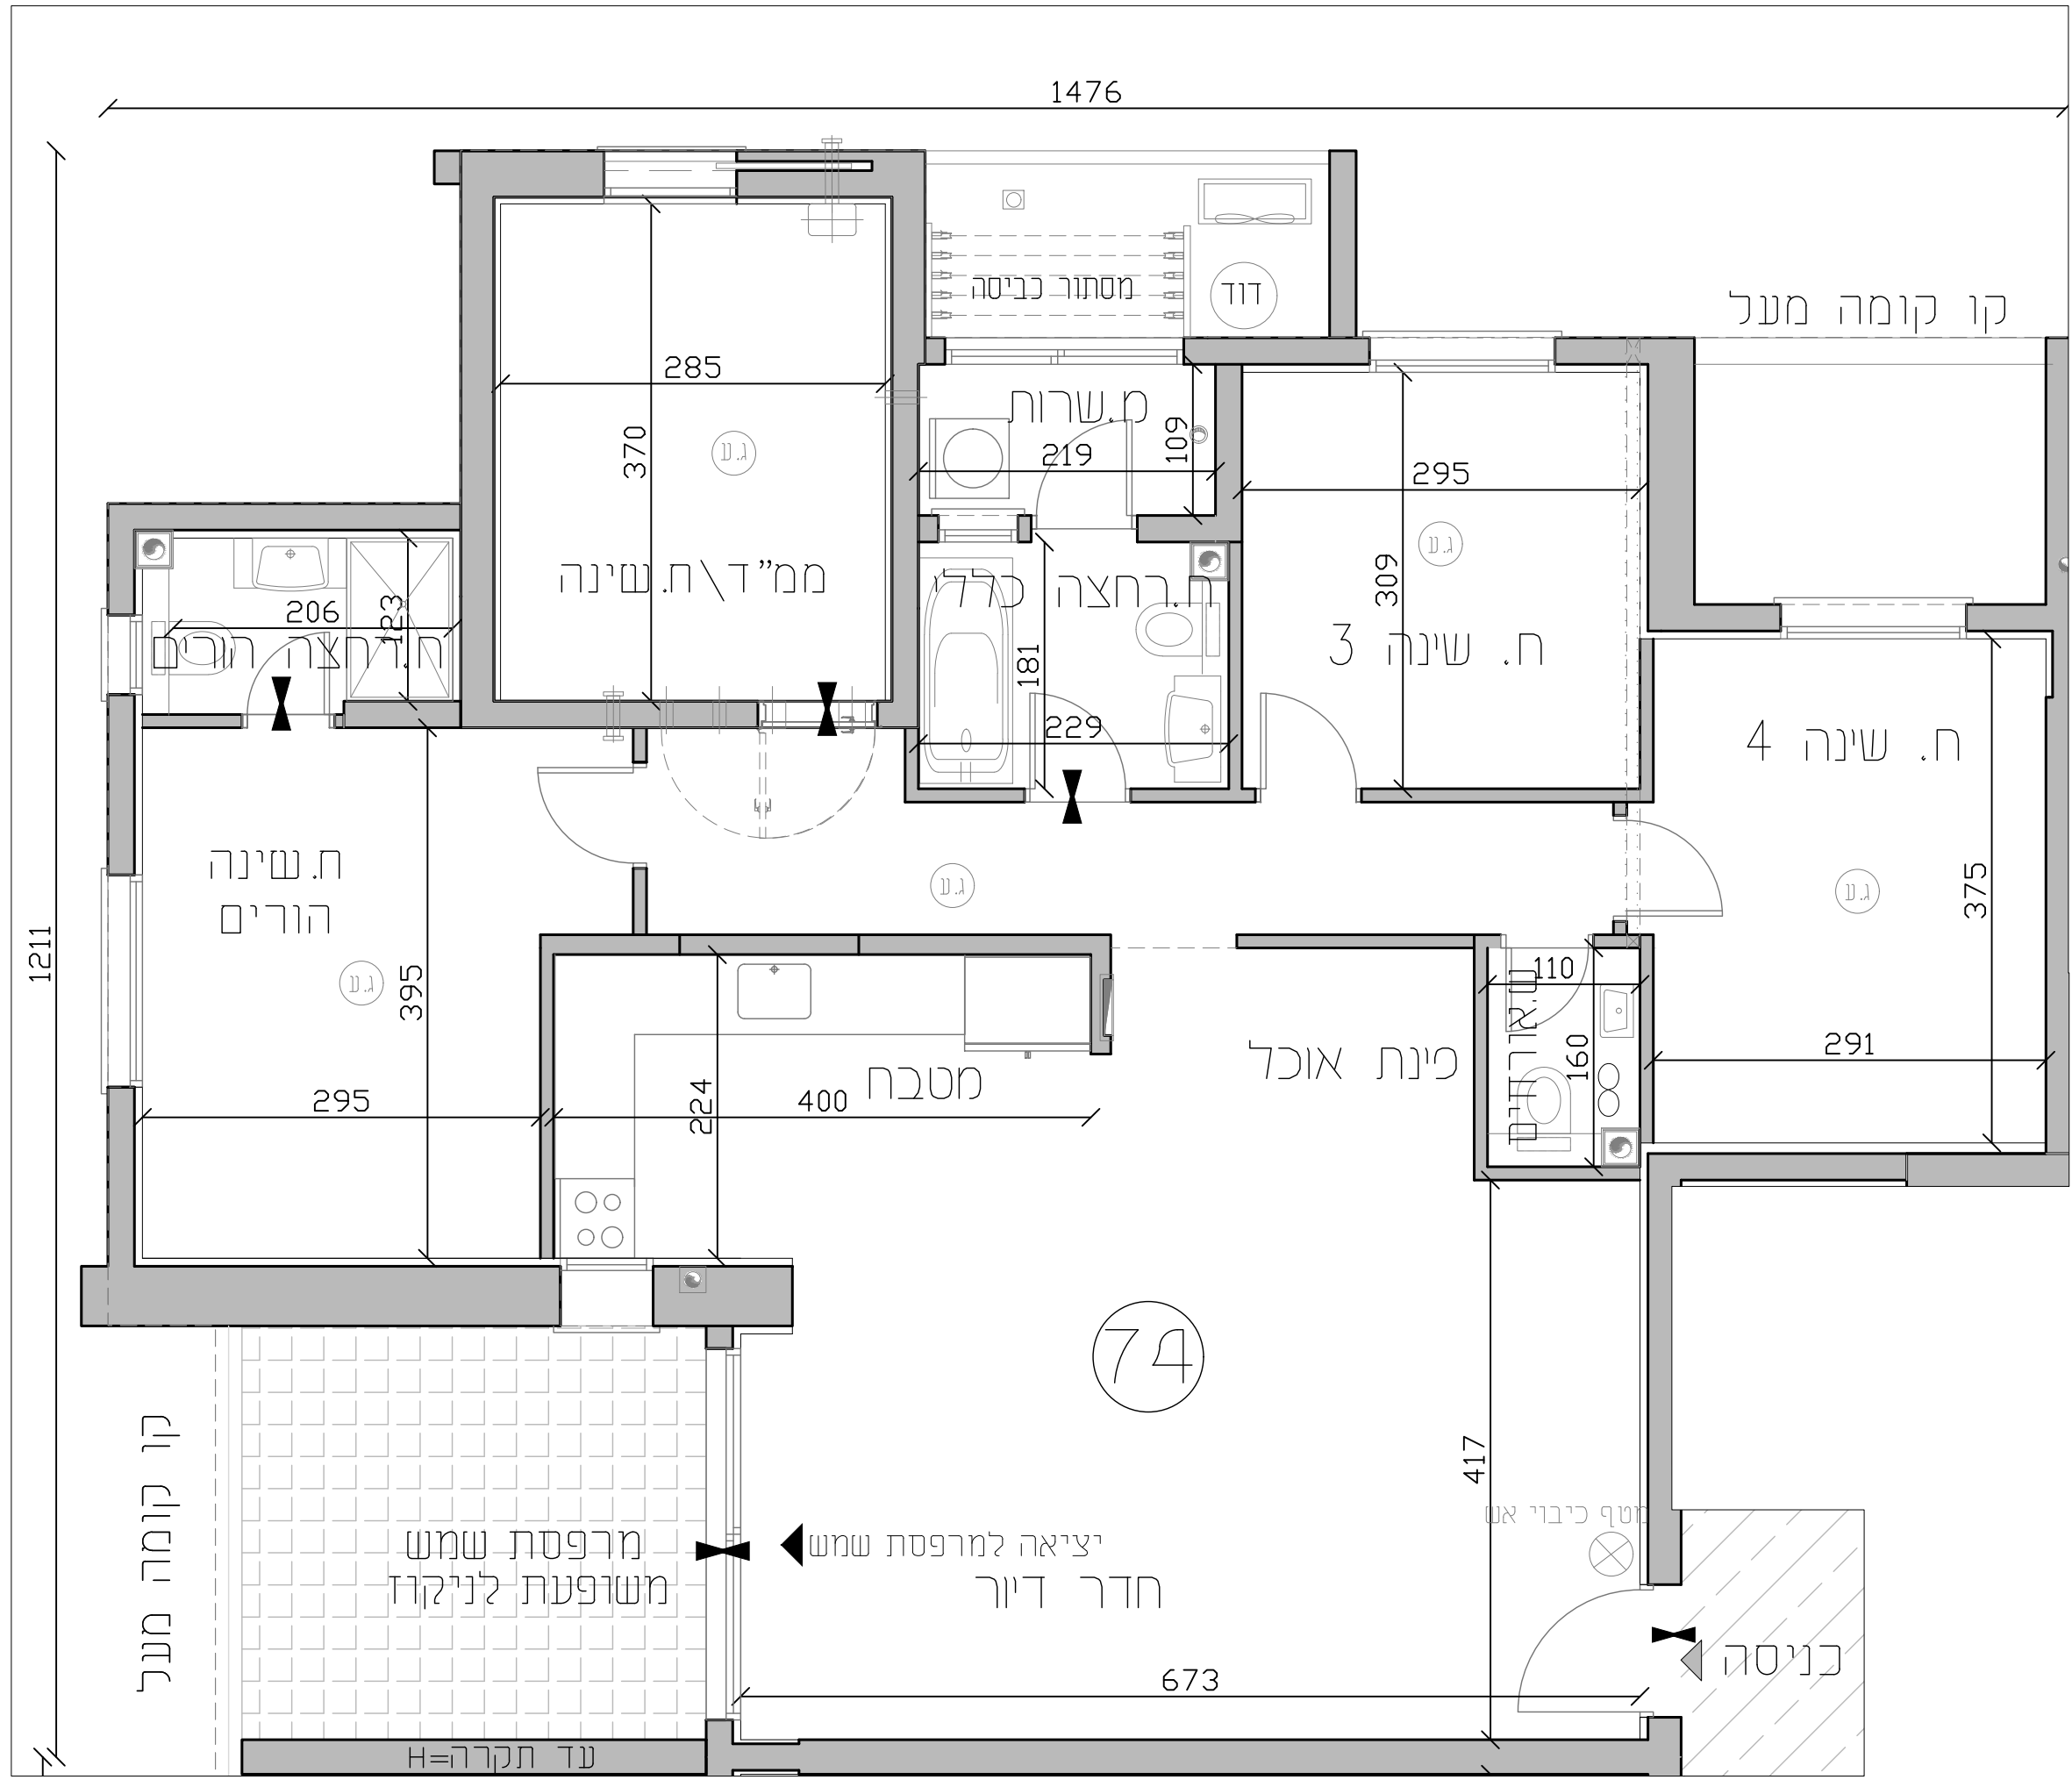 1476
מסתור כביסה
דוד
קו קומה מעל
285
370
ג.ע
ממ"ד\ח.שינה
מ.שרות
219
109
295
309
ג.ע
ח. שינה 3
206
123
ח.רחצה הורים
ח.רחצה כללי
181
229
ח. שינה 4
ג.ע
375
291
ח.שינה
הורים
ג.ע
395
295
ג.ע
1211
מטבח
224
400
פינת אוכל
ש.אורחים
110
160
74
417
מטף כיבוי אש
קו קומה מעל
מרפסת שמש
משופעת לניקוז
יציאה למרפסת שמש
חדר דיור
673
כניסה
עד תקרה=H